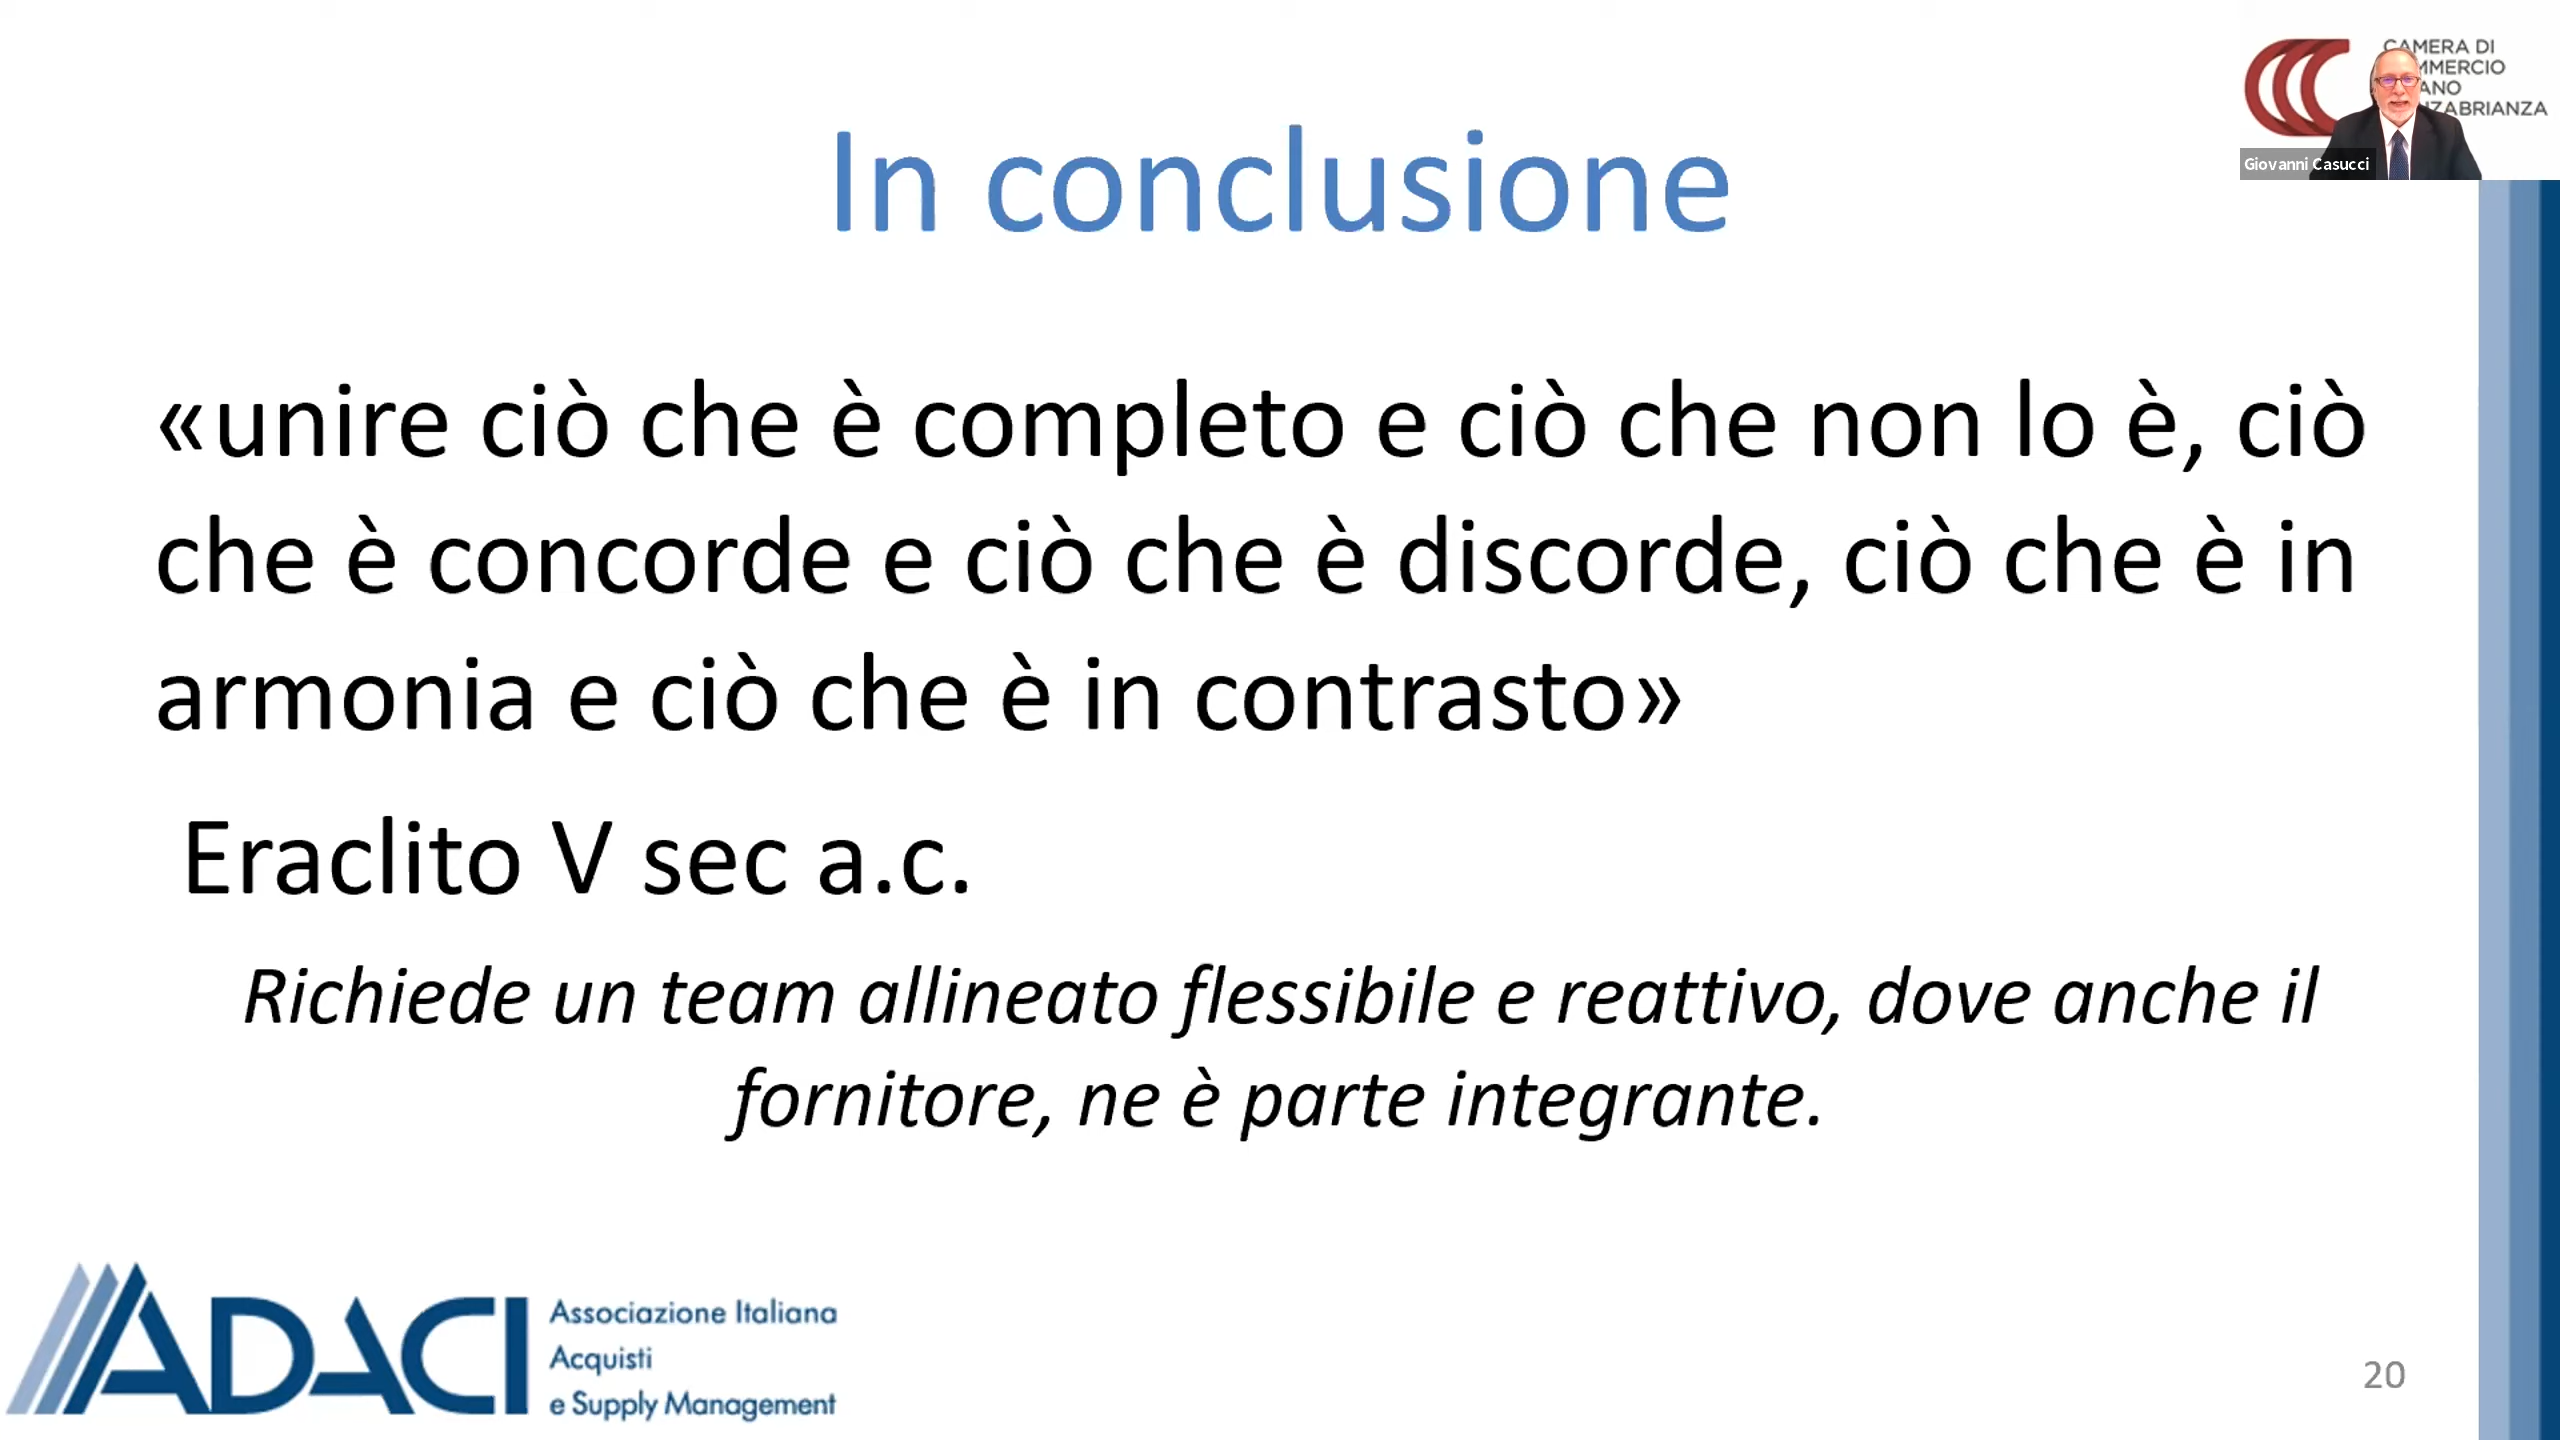 CAMERA DI
MMERCIO
ANO
ZABRIANZA
Giovanni Casucci
In conclusione
«unire ciò che è completo e ciò che non lo è, ciò
che è concorde e ciò che è discorde, ciò che è in
armonia e ciò che è in contrasto»
Eraclito V sec a.c.
Richiede un team allineato flessibile e reattivo, dove anche il
fornitore, ne è parte integrante.
ADACI
Associazione Italiana
Acquisti
e Supply Management
20